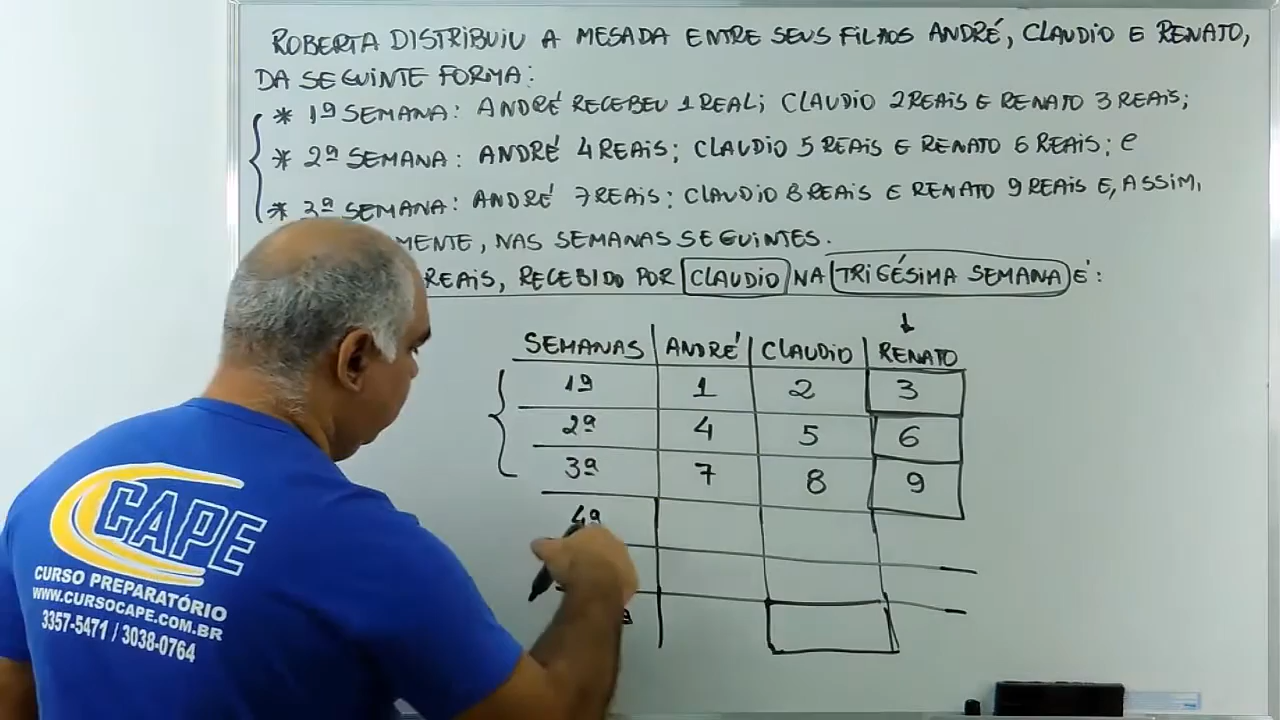 ROBERTA DISTRIBUIU A MESADA ENTRE SEUS FILHOS ANDRÉ, CLAUDIO E RENATO,
DA SEGUINTE FORMA:
* 1ª SEMANA: ANDRÉ RECEBEU 1 REAL; CLAUDIO 2 REAIS E RENATO 3 REAIS;
* 2ª SEMANA: ANDRÉ 4 REAIS; CLAUDIO 5 REAIS E RENATO 6 REAIS; e
* 3ª SEMANA: ANDRÉ 7 REAIS; CLAUDIO 8 REAIS E RENATO 9 REAIS E, ASSIM,
MENTE, NAS SEMANAS SEGUINTES.
REAIS, RECEBIDO POR CLAUDIO NA TRIGÉSIMA SEMANA É:
SEMANAS ANDRÉ CLAUDIO RENATO
1ª 1 2 3
2ª 4 5 6
3ª 7 8 9
4ª
CAPE
CURSO PREPARATÓRIO
WWW.CURSOCAPE.COM.BR
3357-5471 / 3038-0764